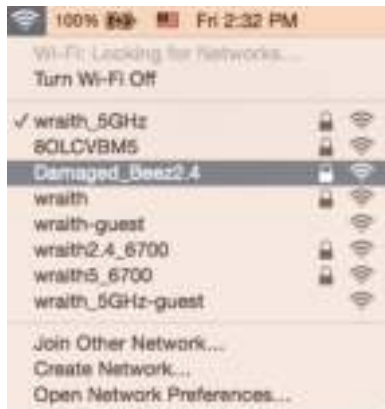 100% Fri 2:32 PM
Wi-Fi: Looking for Networks...
Turn Wi-Fi Off
✓ wraith_5GHz
8OLCVBM5
Damaged_Beez2.4
wraith
wraith-guest
wraith2.4_6700
wraith5_6700
wraith_5GHz-guest
Join Other Network...
Create Network...
Open Network Preferences...